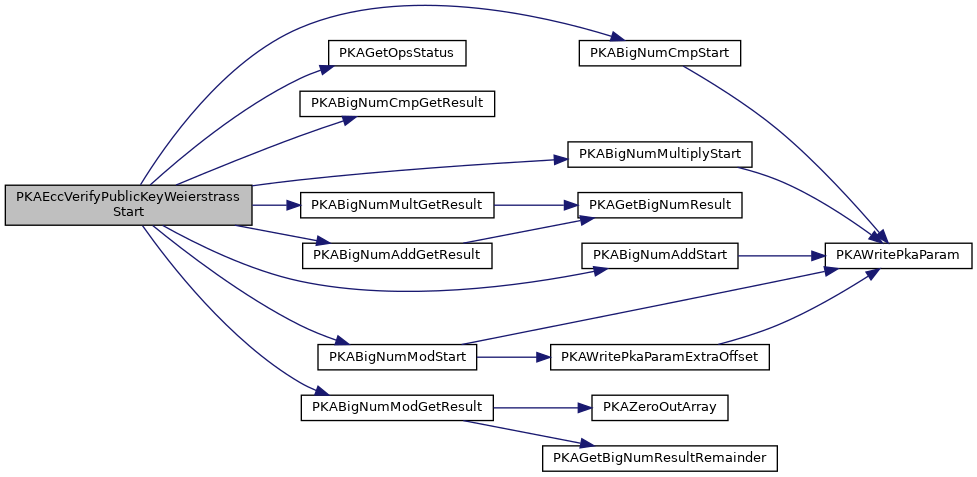 PKABigNumCmpStart
PKAGetOpsStatus
PKABigNumCmpGetResult
PKABigNumMultiplyStart
PKAEccVerifyPublicKeyWeierstrass
Start
PKABigNumMultGetResult
PKAGetBigNumResult
PKABigNumAddGetResult
PKABigNumAddStart
PKAWritePkaParam
PKABigNumModStart
PKAWritePkaParamExtraOffset
PKABigNumModGetResult
PKAZeroOutArray
PKAGetBigNumResultRemainder